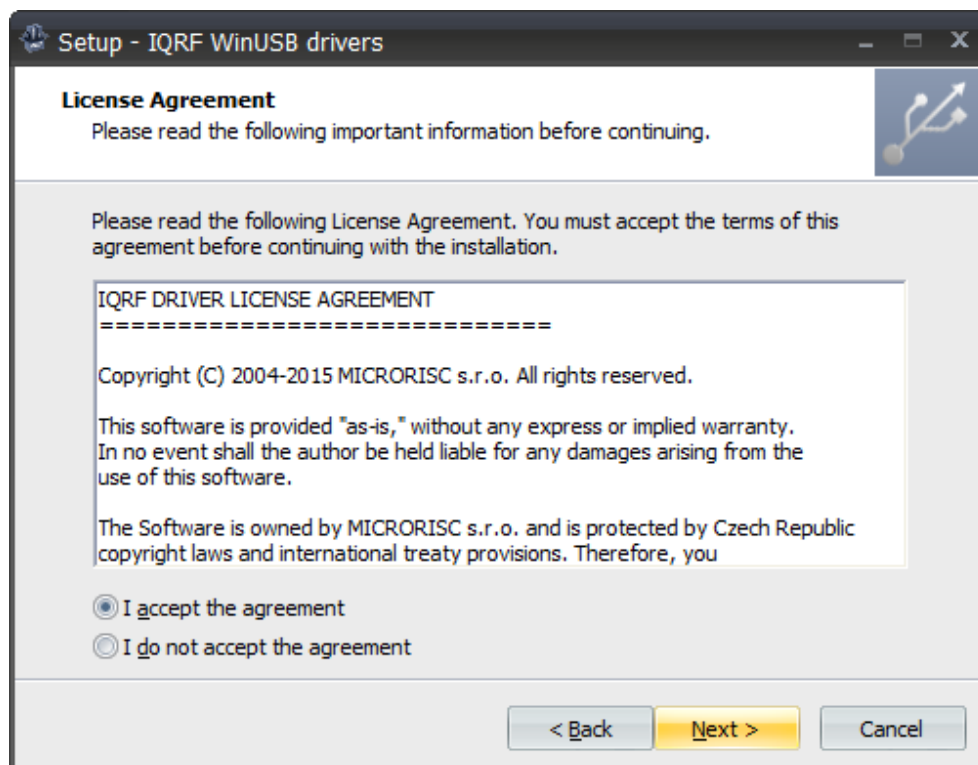 Setup - IQRF WinUSB drivers
License Agreement
Please read the following important information before continuing.
Please read the following License Agreement. You must accept the terms of this
agreement before continuing with the installation.
IQRF DRIVER LICENSE AGREEMENT
=============================
Copyright (C) 2004-2015 MICRORISC s.r.o. All rights reserved.
This software is provided "as-is," without any express or implied warranty.
In no event shall the author be held liable for any damages arising from the
use of this software.
The Software is owned by MICRORISC s.r.o. and is protected by Czech Republic
copyright laws and international treaty provisions. Therefore, you
I accept the agreement
I do not accept the agreement
< Back
Next >
Cancel